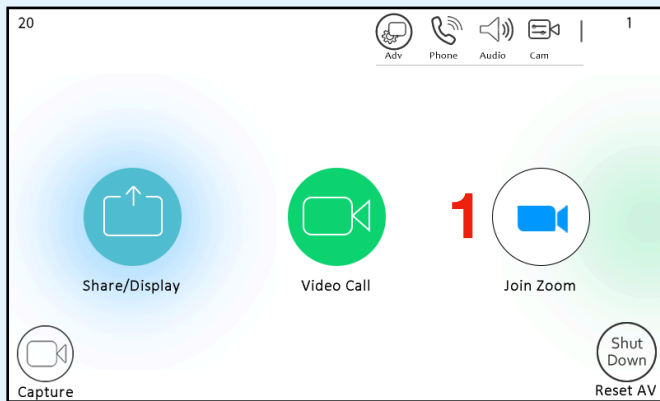 20
1
Adv Phone Audio Cam
1
Share/Display Video Call Join Zoom
Shut
Down
Capture
Reset AV